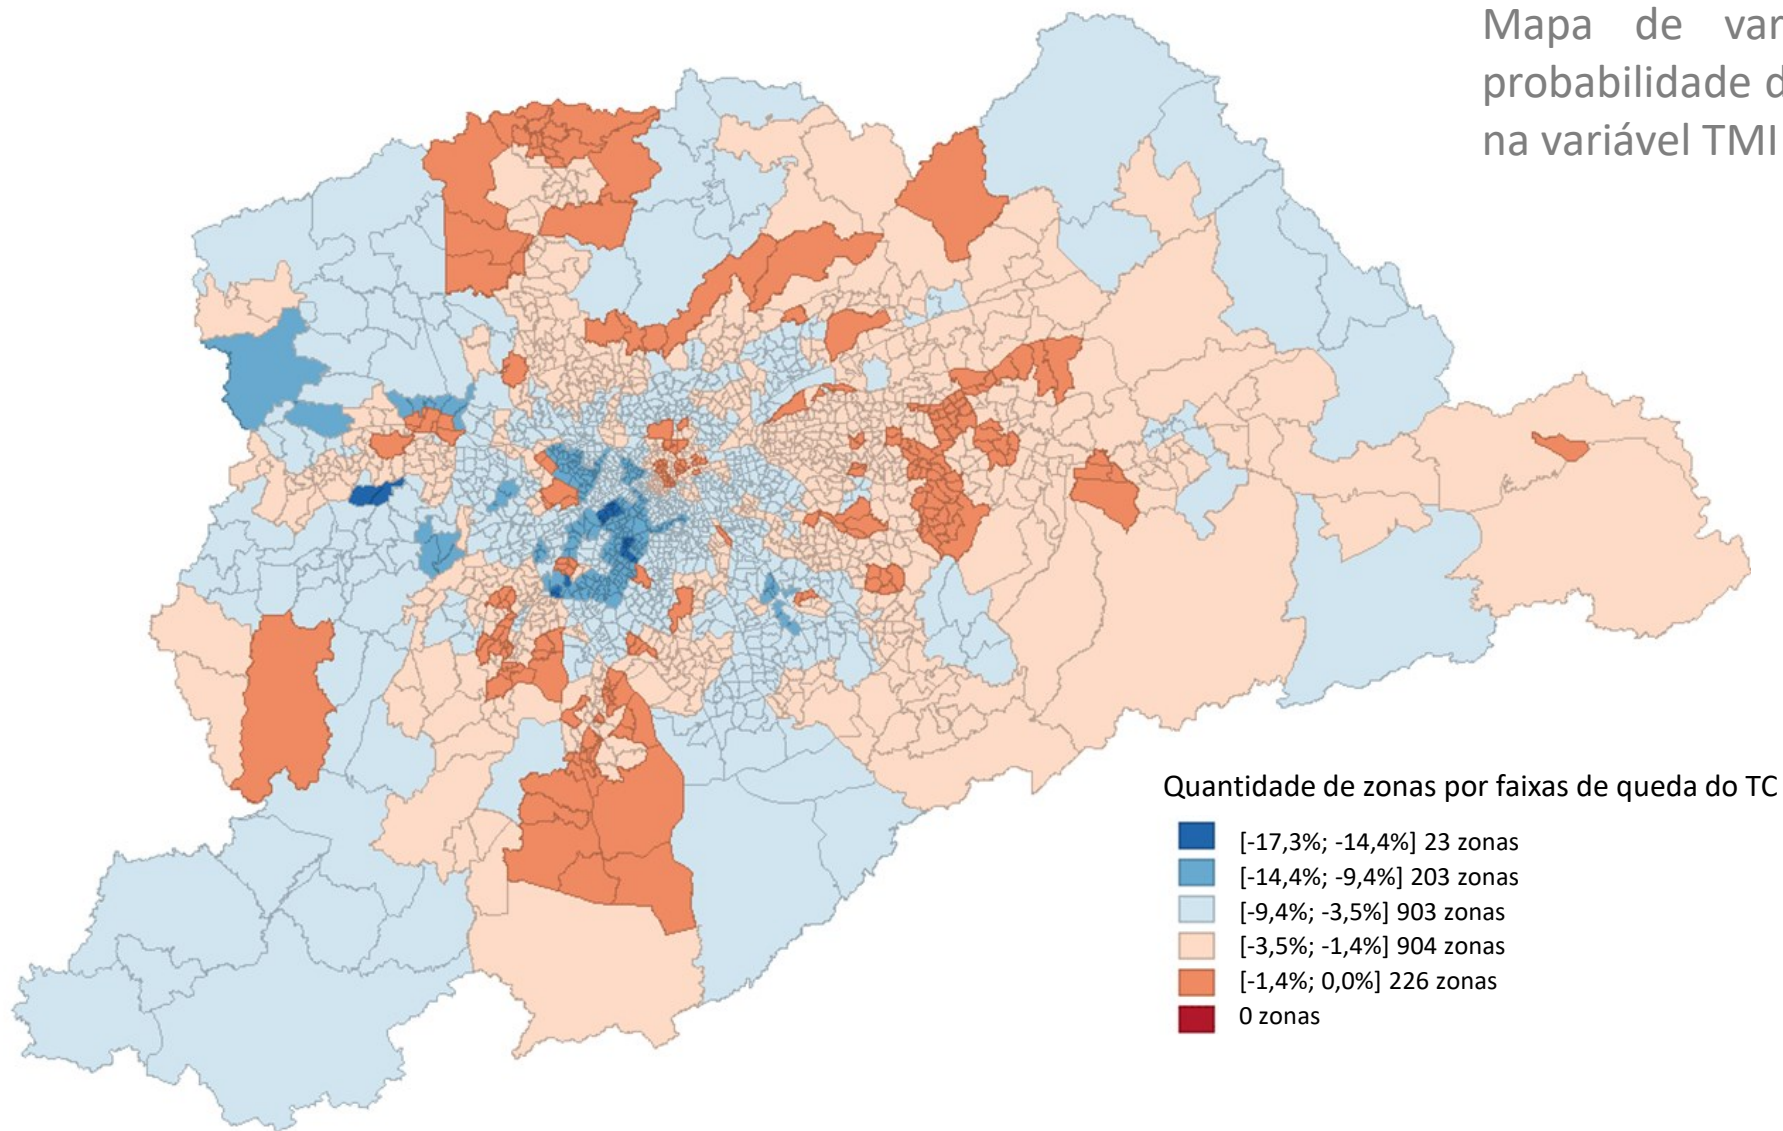 Mapa de
probabilidade
na variável TMI
Quantidade de zonas por faixas de queda do TC
[-17,3%; -14,4%] 23 zonas
[-14,4%; -9,4%] 203 zonas
[-9,4%; -3,5%] 903 zonas
[-3,5%; -1,4%] 904 zonas
[-1,4%; 0,0%] 226 zonas
0 zonas